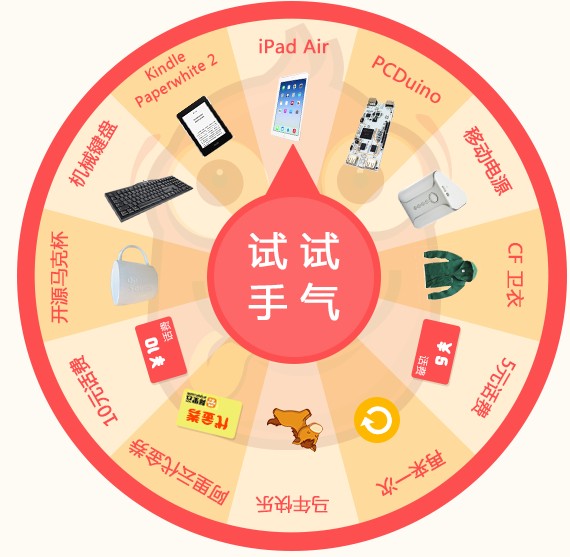 iPad Air
PCDuino
移动电源
CF 卫衣
5元话费
¥5
话费
再来一次
马年快乐
阿里云代金券
阿里云
代金券
10元话费
¥10
话费
开源马克杯
机械键盘
Kindle
Paperwhite 2
试试
手气